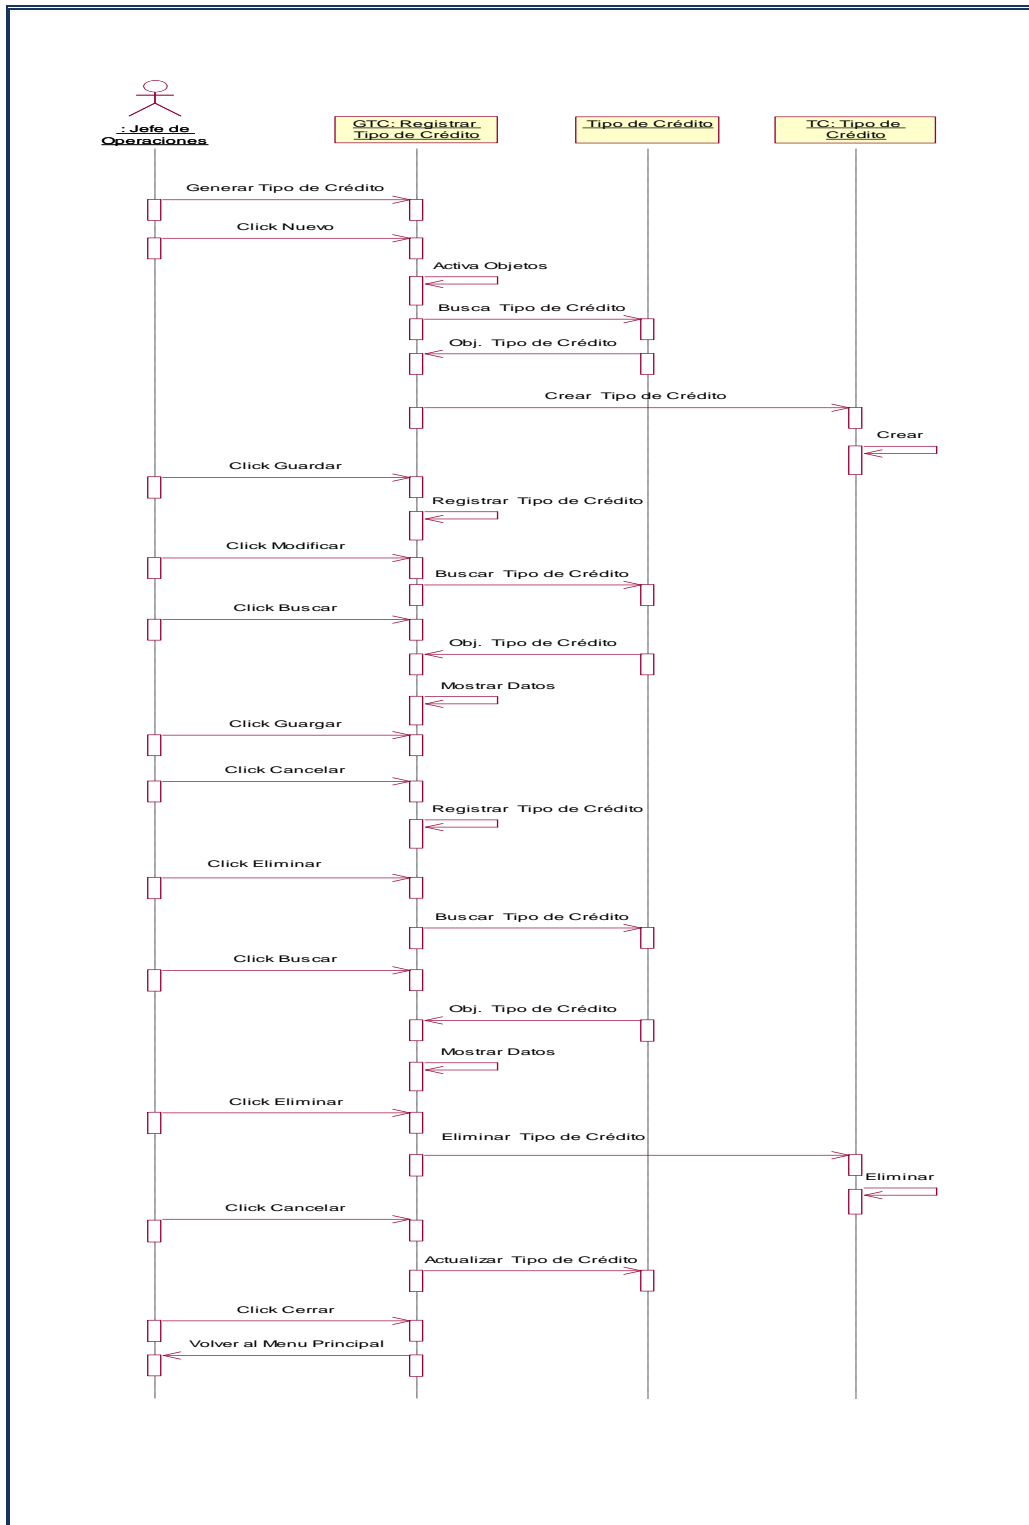 : Jefe de
Operaciones
GTC: Registrar
Tipo de Crédito
Tipo de Crédito
TC: Tipo de
Crédito
Generar Tipo de Crédito
Click Nuevo
Activa Objetos
Busca Tipo de Crédito
Obj. Tipo de Crédito
Crear Tipo de Crédito
Crear
Click Guardar
Registrar Tipo de Crédito
Click Modificar
Buscar Tipo de Crédito
Click Buscar
Obj. Tipo de Crédito
Mostrar Datos
Click Guargar
Click Cancelar
Registrar Tipo de Crédito
Click Eliminar
Buscar Tipo de Crédito
Click Buscar
Obj. Tipo de Crédito
Mostrar Datos
Click Eliminar
Eliminar Tipo de Crédito
Eliminar
Click Cancelar
Actualizar Tipo de Crédito
Click Cerrar
Volver al Menu Principal